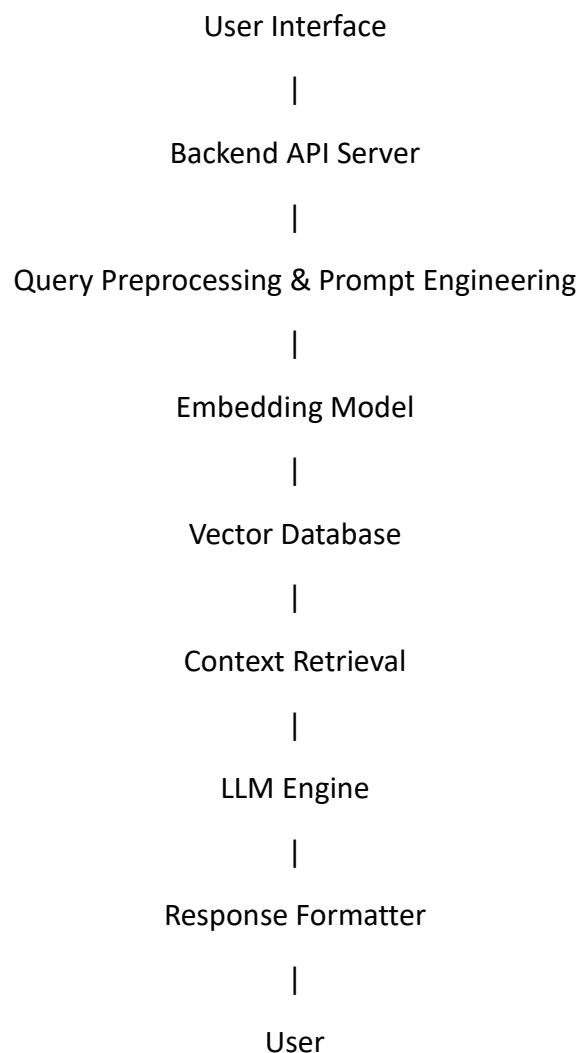 User Interface
|
Backend API Server
|
Query Preprocessing & Prompt Engineering
|
Embedding Model
|
Vector Database
|
Context Retrieval
|
LLM Engine
|
Response Formatter
|
User